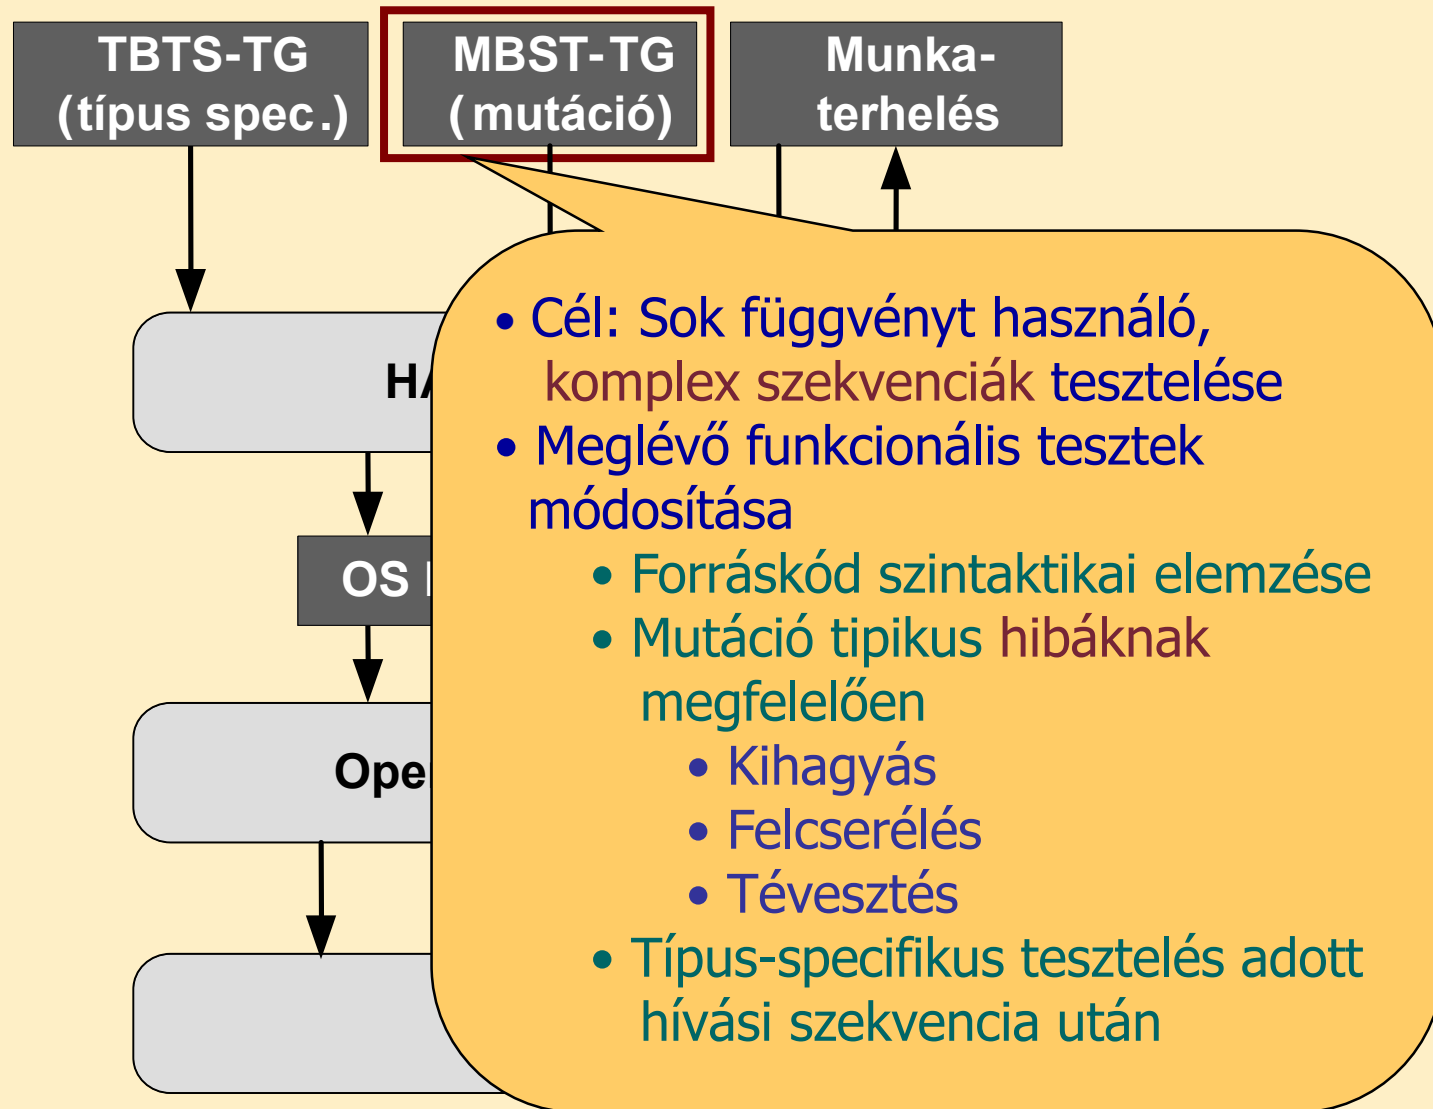 TBTS-TG
(típus spec.)
MBST-TG
(mutáció)
Munka-
terhelés
HA
OS
Oper
• Cél: Sok függvényt használó,
komplex szekvenciák tesztelése
• Meglévő funkcionális tesztek
módosítása
• Forráskód szintaktikai elemzése
• Mutáció tipikus hibáknak
megfelelően
• Kihagyás
• Felcserélés
• Tévesztés
• Típus-specifikus tesztelés adott
hívási szekvencia után